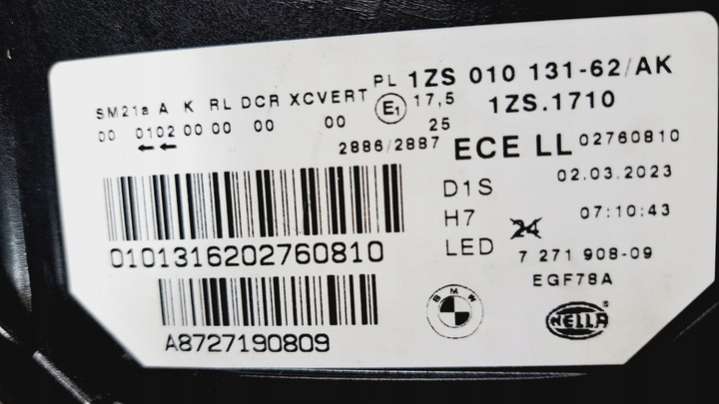 SM21a A K RL DCR XCVERT PL 1ZS 010 131-62/AK
00 0102 00 00 00 00 E1 17,5 1ZS.1710
2886/2887 25 ECE LL 02760810
D1S 02.03.2023
H7 24 07:10:43
LED 7 271 908-09
0101316202760810 EGF78A
BMW HELLA
A8727190809